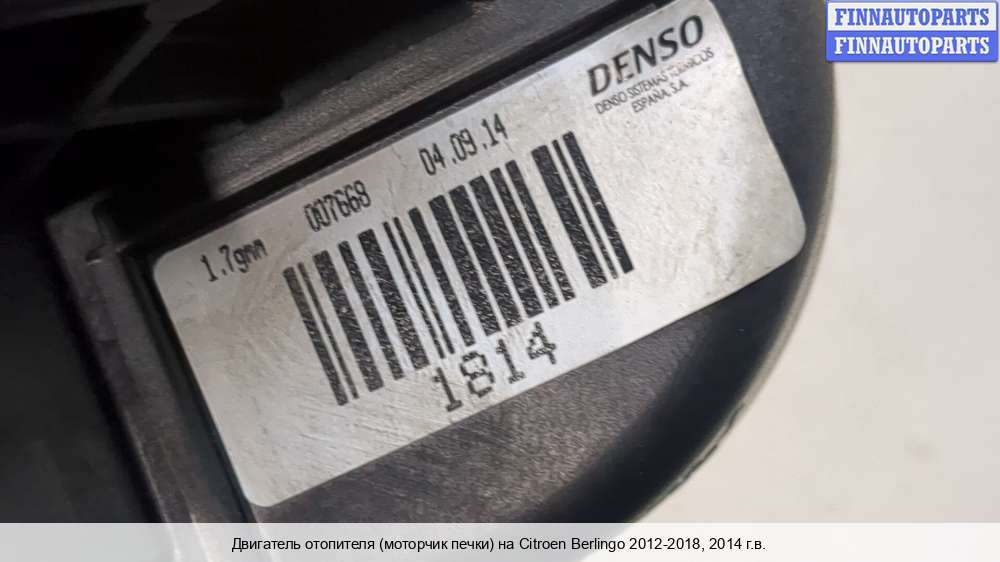 FINNAUTOPARTS
FINNAUTOPARTS
DENSO
DENSO SISTEMAS TÉRMICOS
ESPAÑA, S.A.
1.7gmm 007668 04.09.14
1814
Двигатель отопителя (моторчик печки) на Citroen Berlingo 2012-2018, 2014 г.в.